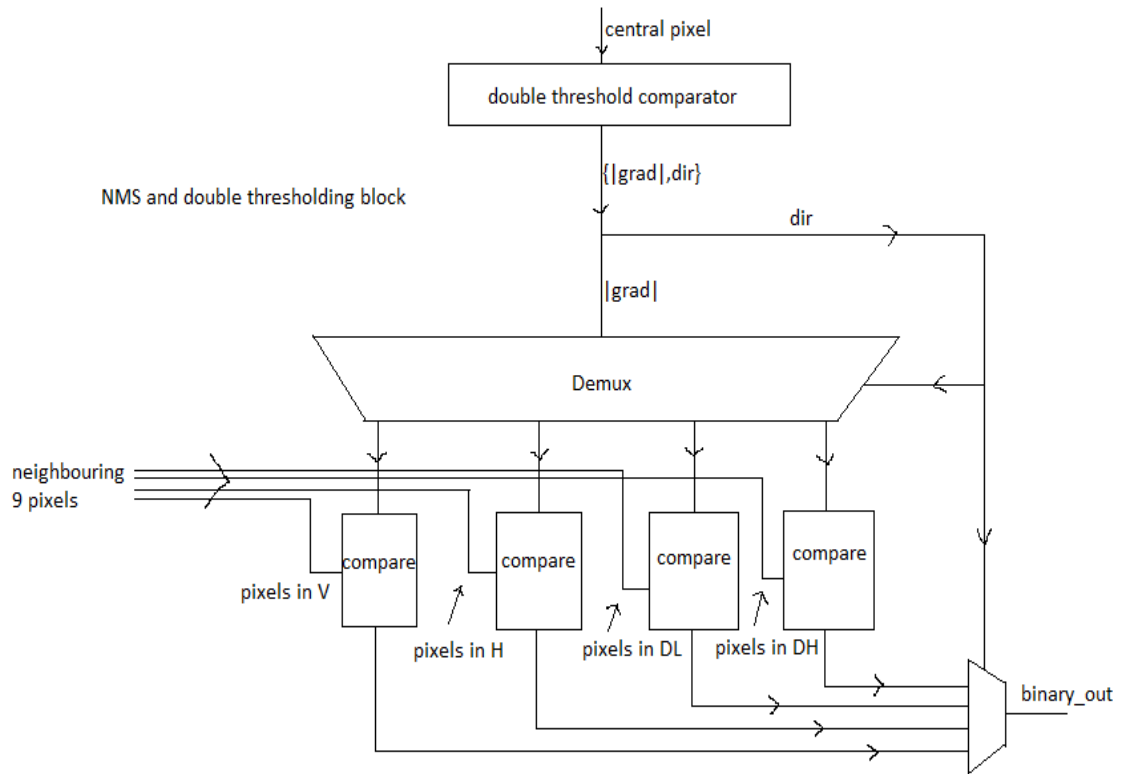 central pixel
double threshold comparator
{|grad|,dir}
NMS and double thresholding block
dir
|grad|
Demux
neighbouring
9 pixels
compare
compare
compare
compare
pixels in V
pixels in H
pixels in DL
pixels in DH
binary_out